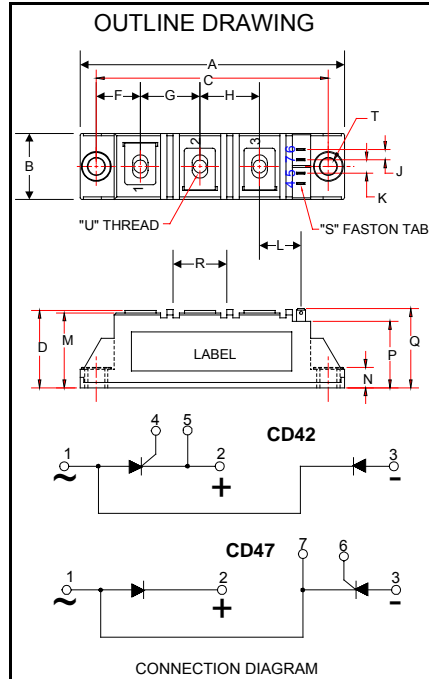 OUTLINE DRAWING
A
C
F G H
T
B
1 2 3
4 5 7 6
J
K
"U" THREAD
L
"S" FASTON TAB
R
D M
LABEL
N P Q
4 5
CD42
1 2 3
~ + -
CD47
7 6
1 2 3
~ + -
CONNECTION DIAGRAM